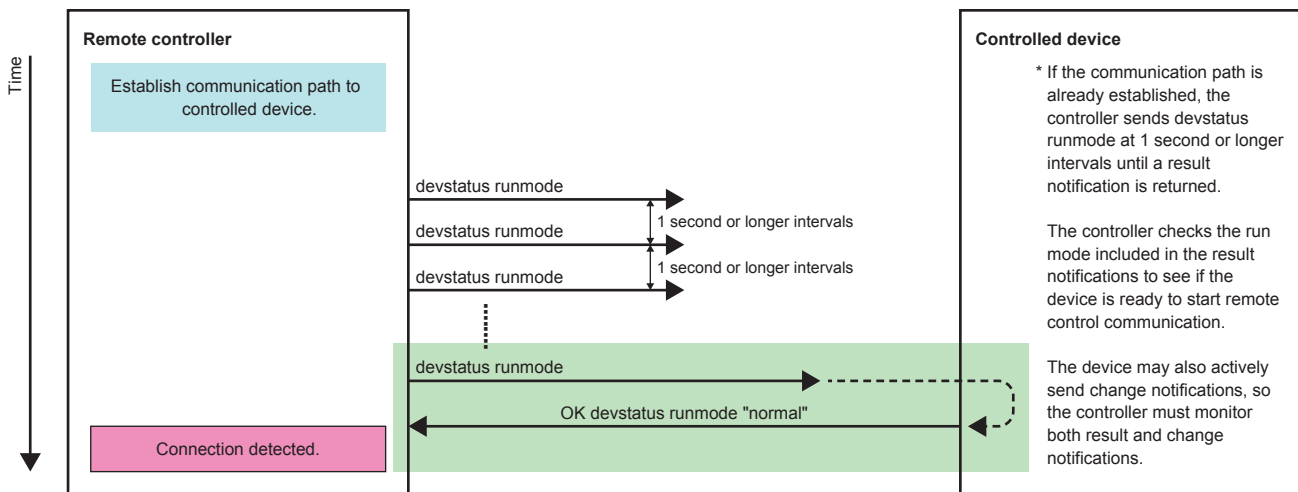 Time
Remote controller
Establish communication path to
controlled device.
devstatus runmode
1 second or longer intervals
devstatus runmode
1 second or longer intervals
devstatus runmode
devstatus runmode
OK devstatus runmode "normal"
Connection detected.
Controlled device
* If the communication path is
already established, the
controller sends devstatus
runmode at 1 second or longer
intervals until a result
notification is returned.
The controller checks the run
mode included in the result
notifications to see if the
device is ready to start remote
control communication.
The device may also actively
send change notifications, so
the controller must monitor
both result and change
notifications.